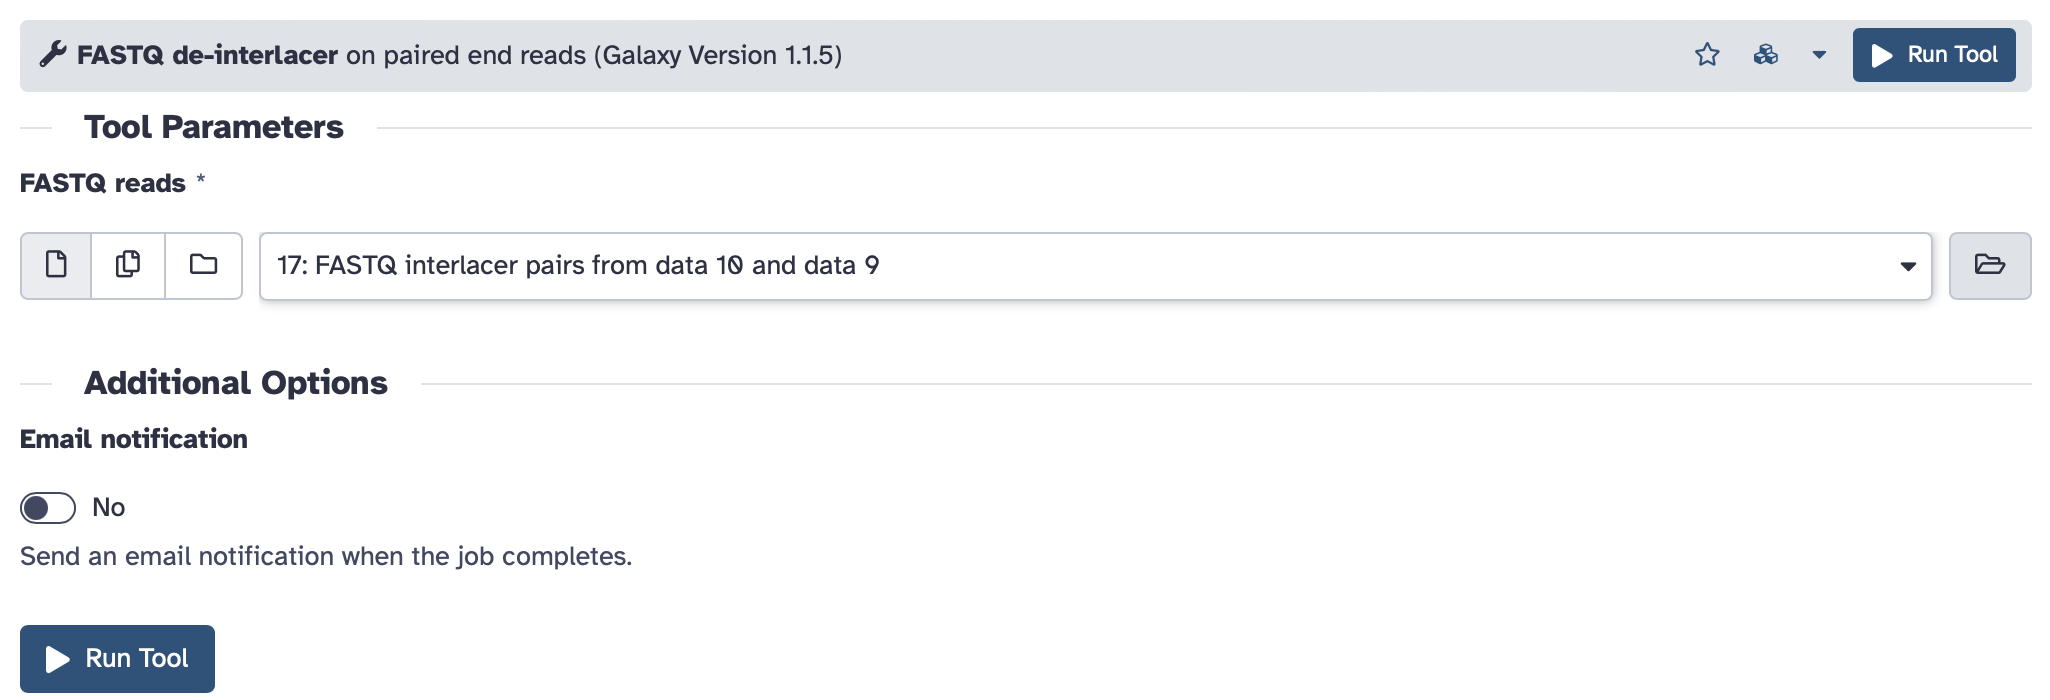 FASTQ de-interlacer on paired end reads (Galaxy Version 1.1.5)
Run Tool
Tool Parameters
FASTQ reads *
17: FASTQ interlacer pairs from data 10 and data 9
Additional Options
Email notification
No
Send an email notification when the job completes.
Run Tool